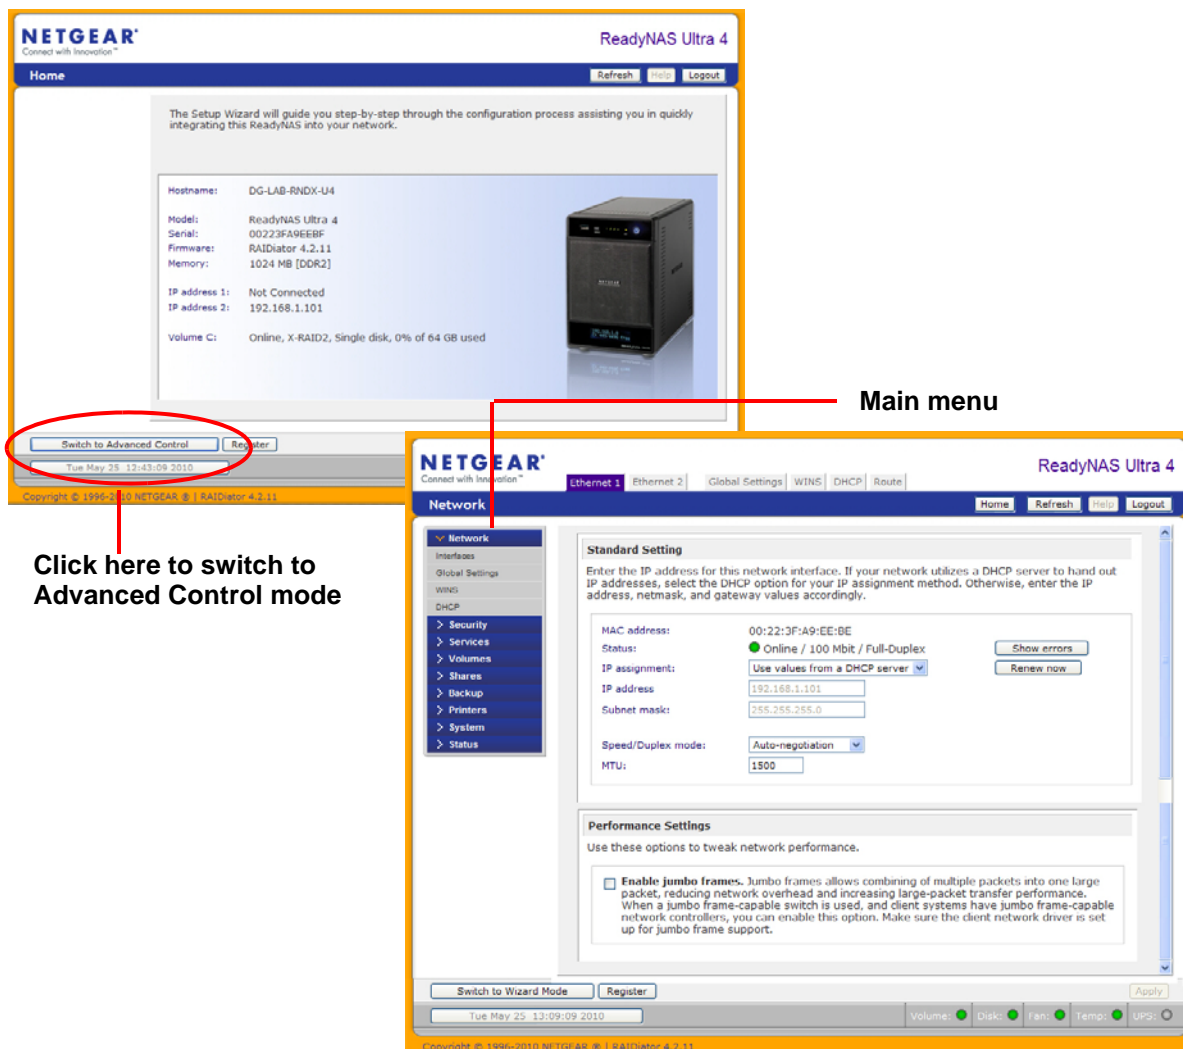 NETGEAR®
Connect with Innovation™
ReadyNAS Ultra 4
Home
Refresh
Help
Logout
The Setup Wizard will guide you step-by-step through the configuration process assisting you in quickly
integrating this ReadyNAS into your network.
Hostname: DG-LAB-RNDX-U4
Model: ReadyNAS Ultra 4
Serial: 00223FA9EEBF
Firmware: RAIDiator 4.2.11
Memory: 1024 MB [DDR2]
IP address 1: Not Connected
IP address 2: 192.168.1.101
Volume C: Online, X-RAID2, Single disk, 0% of 64 GB used
NETGEAR
Switch to Advanced Control
Register
Tue May 25 12:43:09 2010
Copyright © 1996-2010 NETGEAR ® | RAIDiator 4.2.11
Click here to switch to
Advanced Control mode
Main menu
NETGEAR®
Connect with Innovation™
ReadyNAS Ultra 4
Ethernet 1
Ethernet 2
Global Settings
WINS
DHCP
Route
Network
Home
Refresh
Help
Logout
Network
Interfaces
Global Settings
WINS
DHCP
Security
Services
Volumes
Shares
Backup
Printers
System
Status
Standard Setting
Enter the IP address for this network interface. If your network utilizes a DHCP server to hand out
IP addresses, select the DHCP option for your IP assignment method. Otherwise, enter the IP
address, netmask, and gateway values accordingly.
MAC address: 00:22:3F:A9:EE:BE
Status: Online / 100 Mbit / Full-Duplex
Show errors
IP assignment: Use values from a DHCP server
Renew now
IP address 192.168.1.101
Subnet mask: 255.255.255.0
Speed/Duplex mode: Auto-negotiation
MTU: 1500
Performance Settings
Use these options to tweak network performance.
Enable jumbo frames. Jumbo frames allows combining of multiple packets into one large
packet, reducing network overhead and increasing large-packet transfer performance.
When a jumbo frame-capable switch is used, and client systems have jumbo frame-capable
network controllers, you can enable this option. Make sure the client network driver is set
up for jumbo frame support.
Switch to Wizard Mode
Register
Apply
Tue May 25 13:09:09 2010
Volume:
Disk:
Fan:
Temp:
UPS:
Copyright © 1996-2010 NETGEAR ® | RAIDiator 4.2.11